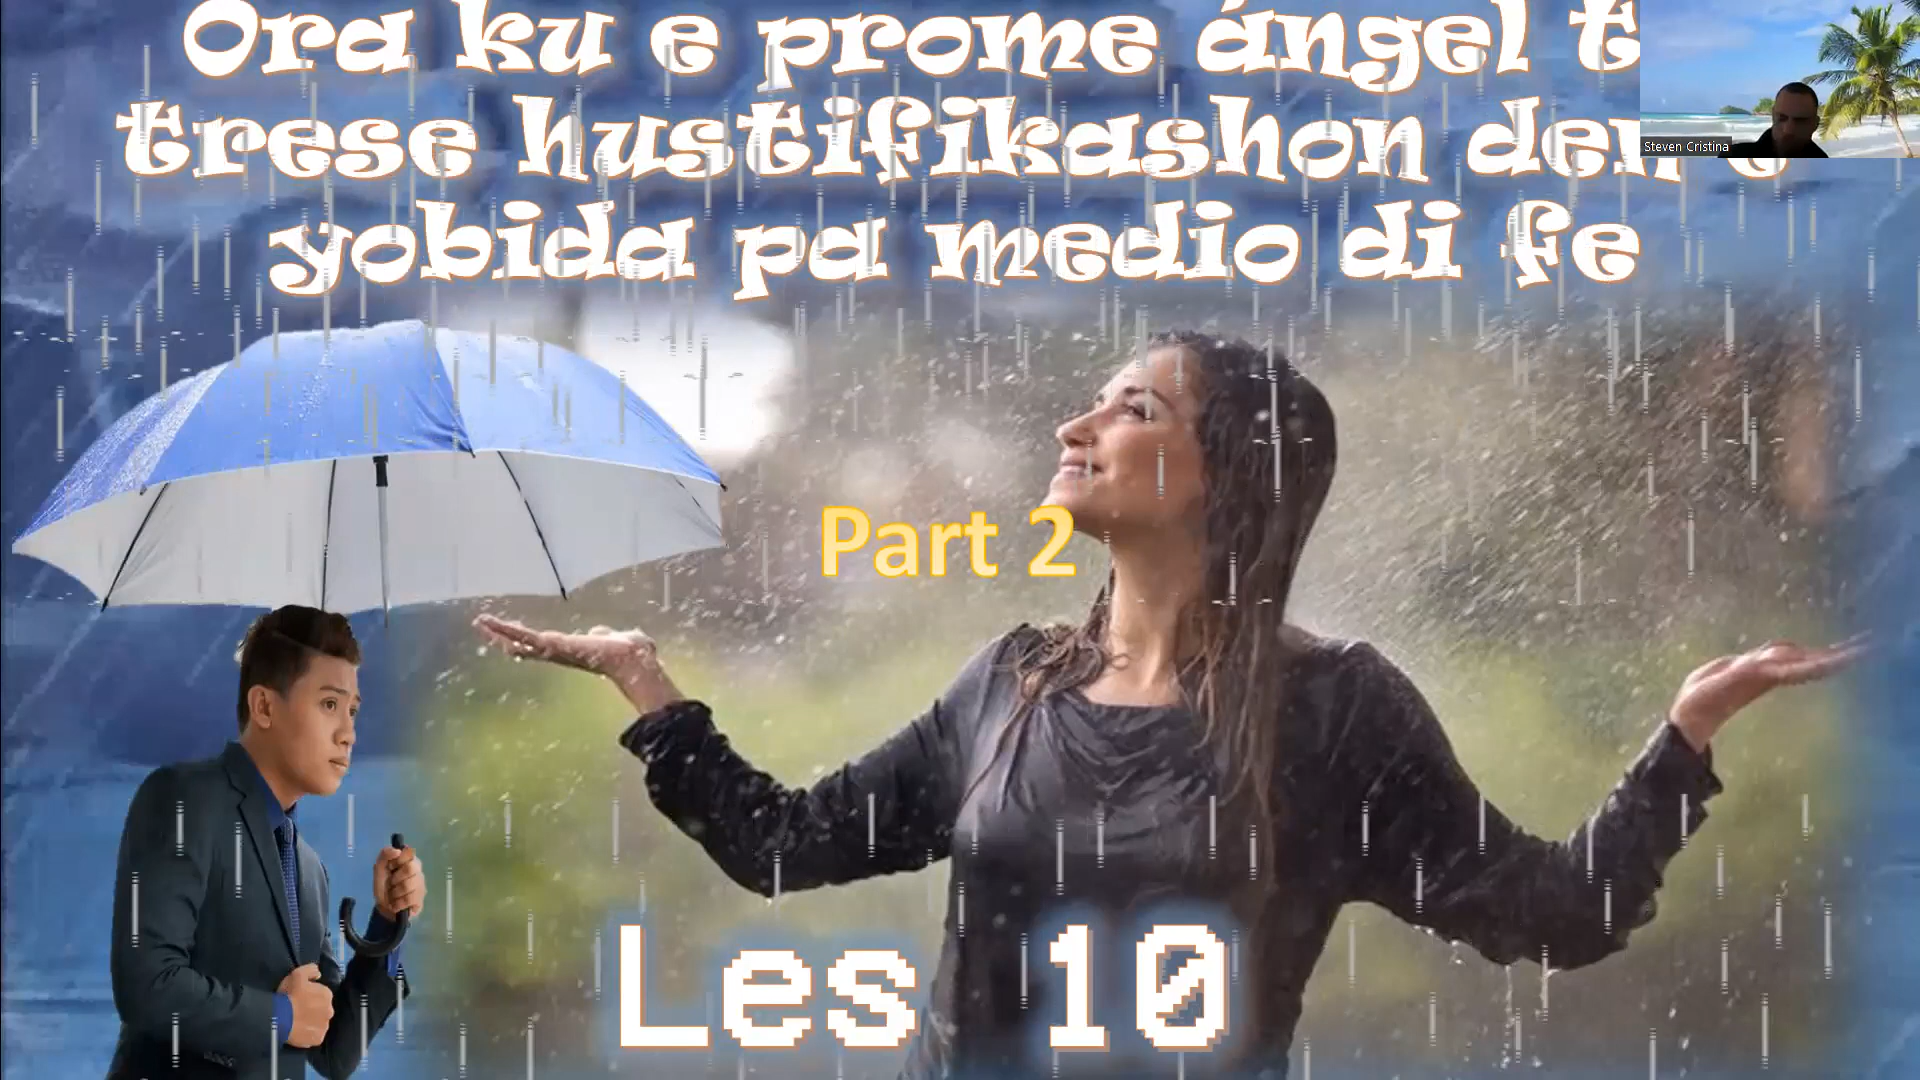 Ora ku e prome ángel
trese hustifikashon
yobida pa medio di fe
Steven Cristina
Part 2
Les 10